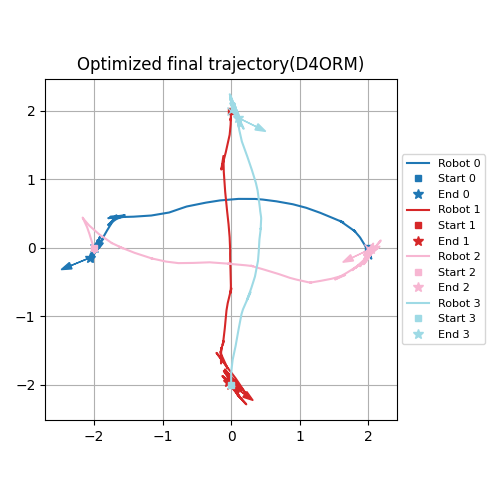 Optimized final trajectory(D4ORM)
2
1
0
−1
−2
−2
−1
0
1
2
Robot 0
Start 0
End 0
Robot 1
Start 1
End 1
Robot 2
Start 2
End 2
Robot 3
Start 3
End 3